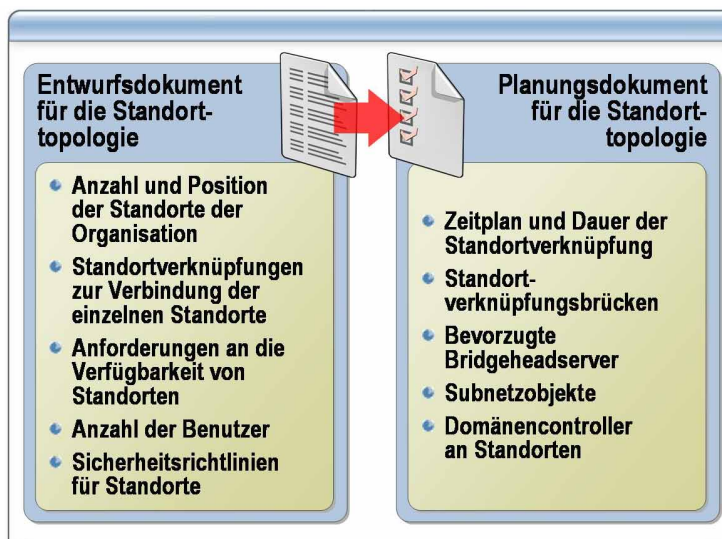 Entwurfsdokument
für die Standort-
topologie
Anzahl und Position
der Standorte der
Organisation
Standortverknüpfungen
zur Verbindung der
einzelnen Standorte
Anforderungen an die
Verfügbarkeit von
Standorten
Anzahl der Benutzer
Sicherheitsrichtlinien
für Standorte
Planungsdokument
für die Standort-
topologie
Zeitplan und Dauer der
Standortverknüpfung
Standort-
verknüpfungsbrücken
Bevorzugte
Bridgeheadserver
Subnetzobjekte
Domänencontroller
an Standorten